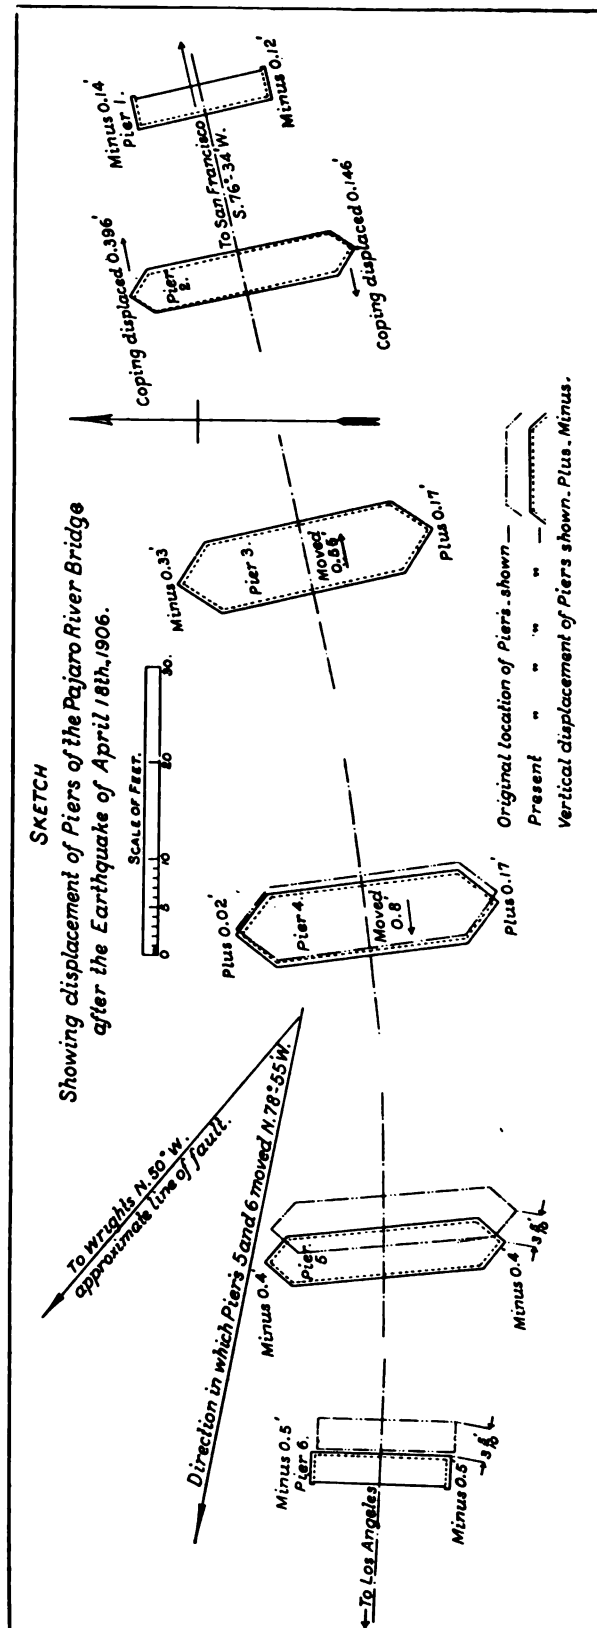 SKETCH
Showing displacement of Piers of the Pajaro River Bridge
after the Earthquake of April 18th, 1906.
SCALE OF FEET.
0 5 10 20 30.
To Wrights N. 50° W.
approximate line of fault.
Direction in which Piers 5 and 6 moved N. 78°-55' W.
Minus 0.5'
Pier 6.
Minus 0.5
3 8/10'
To Los Angeles
Minus 0.4
Pier
5
Minus 0.4
3 8/10'
Plus 0.02'
Pier 4.
Moved
0.8'
Plus 0.17'
Minus 0.33'
Pier 3.
Moved
Plus 0.17'
Coping displaced 0.396'
Pier
2.
Coping displaced 0.146'
Minus 0.14'
Pier 1.
Minus 0.12'
To San Francisco
S. 76°-34' W.
Original location of Piers shown
Present " " " "
Vertical displacement of Piers shown. Plus. Minus.